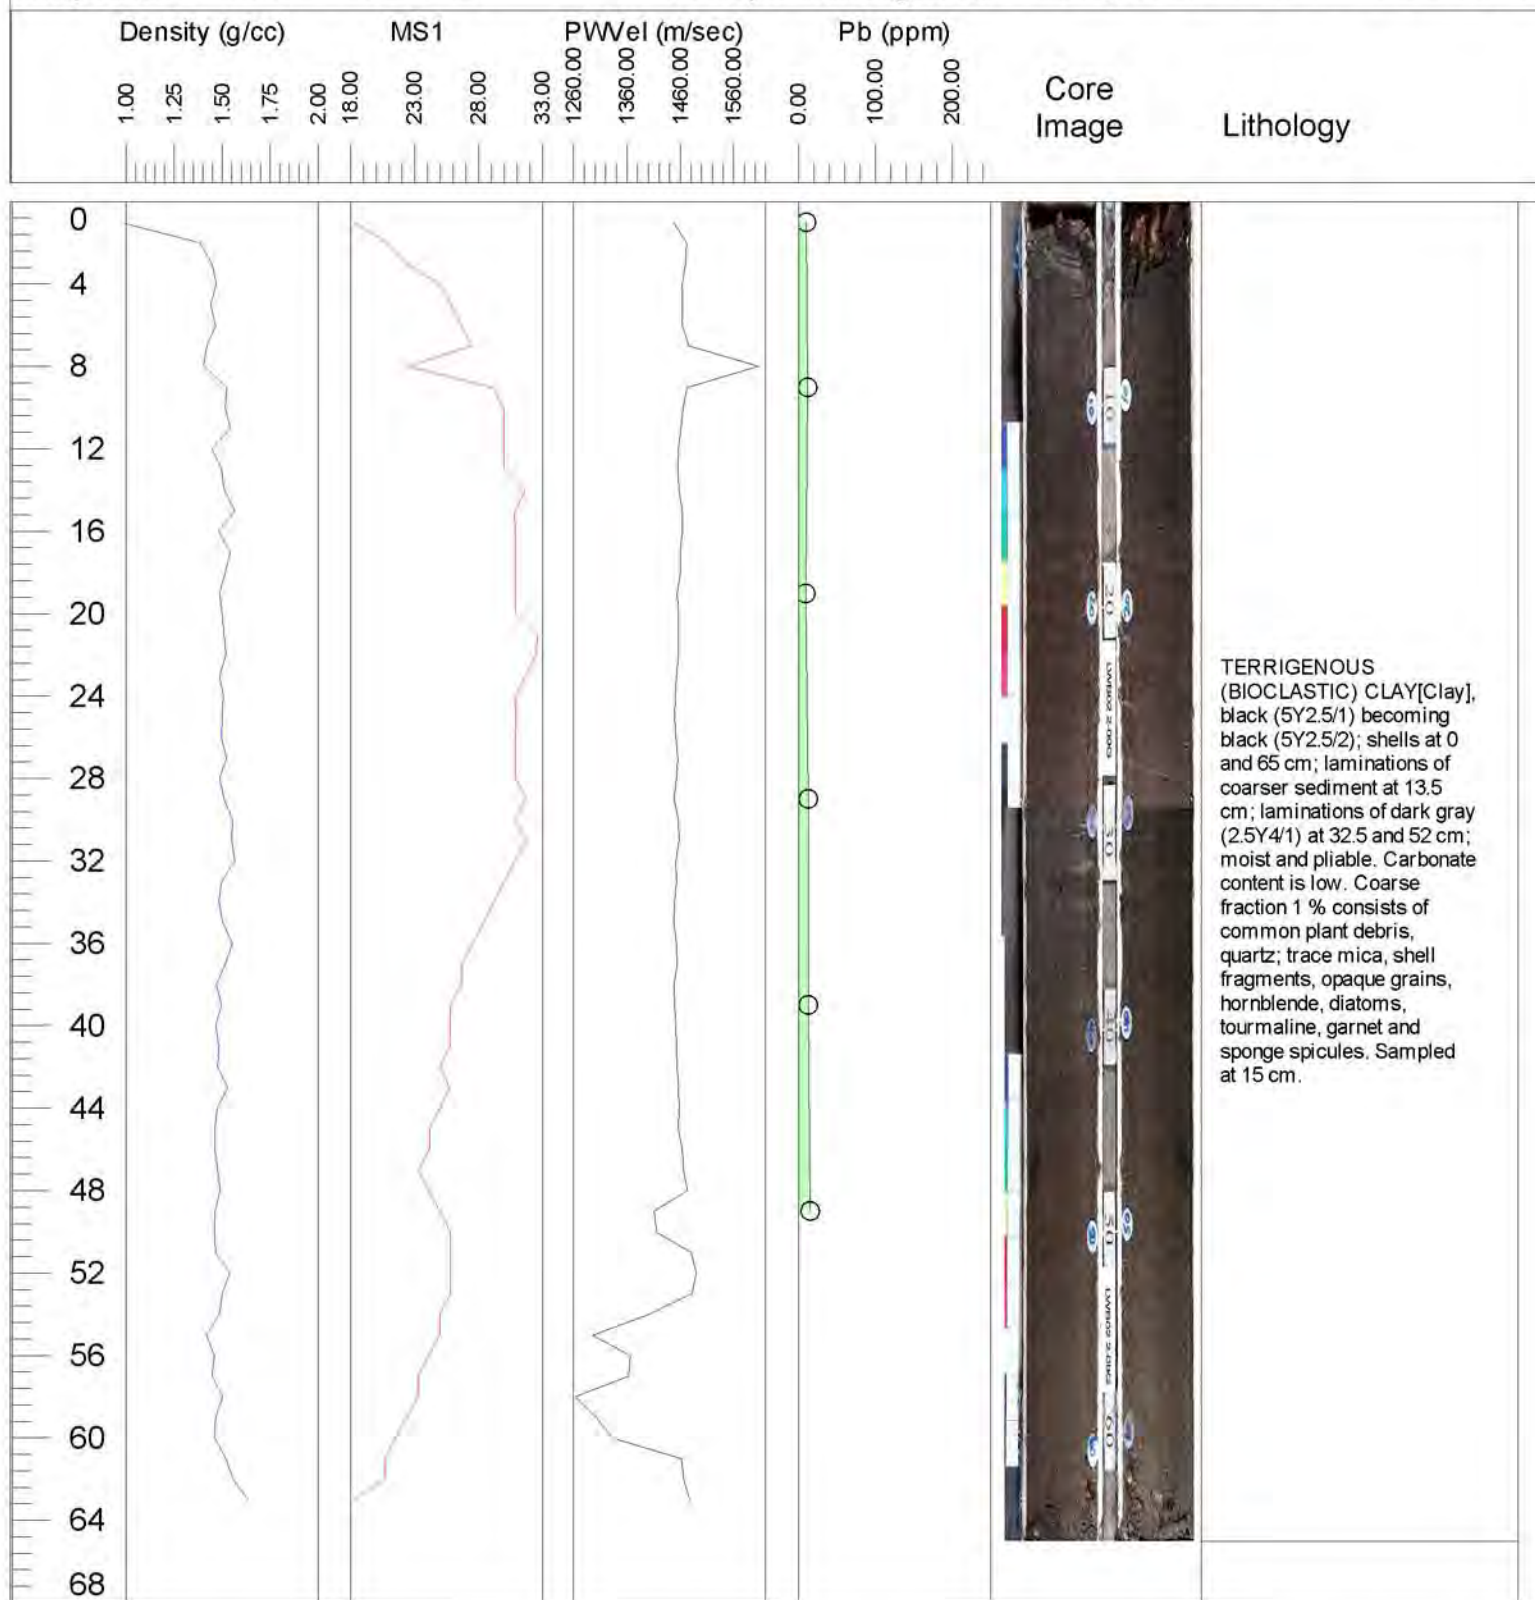 Density (g/cc)
MS1
PWVel (m/sec)
Pb (ppm)
Core
Image
Lithology
1.00
1.25
1.50
1.75
2.00
18.00
23.00
28.00
33.00
1260.00
1360.00
1460.00
1560.00
0.00
100.00
200.00
0
4
8
12
16
20
24
28
32
36
40
44
48
52
56
60
64
68
10
20
30
50
60
TERRIGENOUS
(BIOCLASTIC) CLAY[Clay],
black (5Y2.5/1) becoming
black (5Y2.5/2); shells at 0
and 65 cm; laminations of
coarser sediment at 13.5
cm; laminations of dark gray
(2.5Y4/1) at 32.5 and 52 cm;
moist and pliable. Carbonate
content is low. Coarse
fraction 1 % consists of
common plant debris,
quartz; trace mica, shell
fragments, opaque grains,
hornblende, diatoms,
tourmaline, garnet and
sponge spicules. Sampled
at 15 cm.